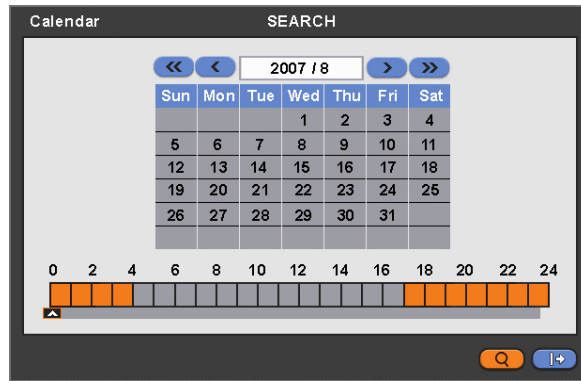 Calendar SEARCH
2007 / 8
Sun Mon Tue Wed Thu Fri Sat
1 2 3 4
5 6 7 8 9 10 11
12 13 14 15 16 17 18
19 20 21 22 23 24 25
26 27 28 29 30 31
0 2 4 6 8 10 12 14 16 18 20 22 24